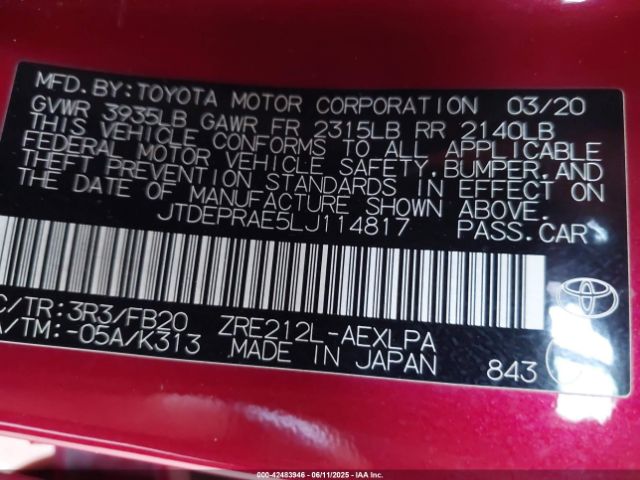 MFD. BY: TOYOTA MOTOR CORPORATION 03/20
GVWR 3935LB GAWR FR 2315LB RR 2140LB
THIS VEHICLE CONFORMS TO ALL APPLICABLE
FEDERAL MOTOR VEHICLE SAFETY, BUMPER, AND
THEFT PREVENTION STANDARDS IN EFFECT ON
THE DATE OF MANUFACTURE SHOWN ABOVE.
JTDEPRAE5LJ114817 PASS. CAR
C/TR: 3R3/FB20 ZRE212L-AEXLPA
A/TM: -05A/K313 MADE IN JAPAN 843
000-42483946 06/11/2025 IAA Inc.